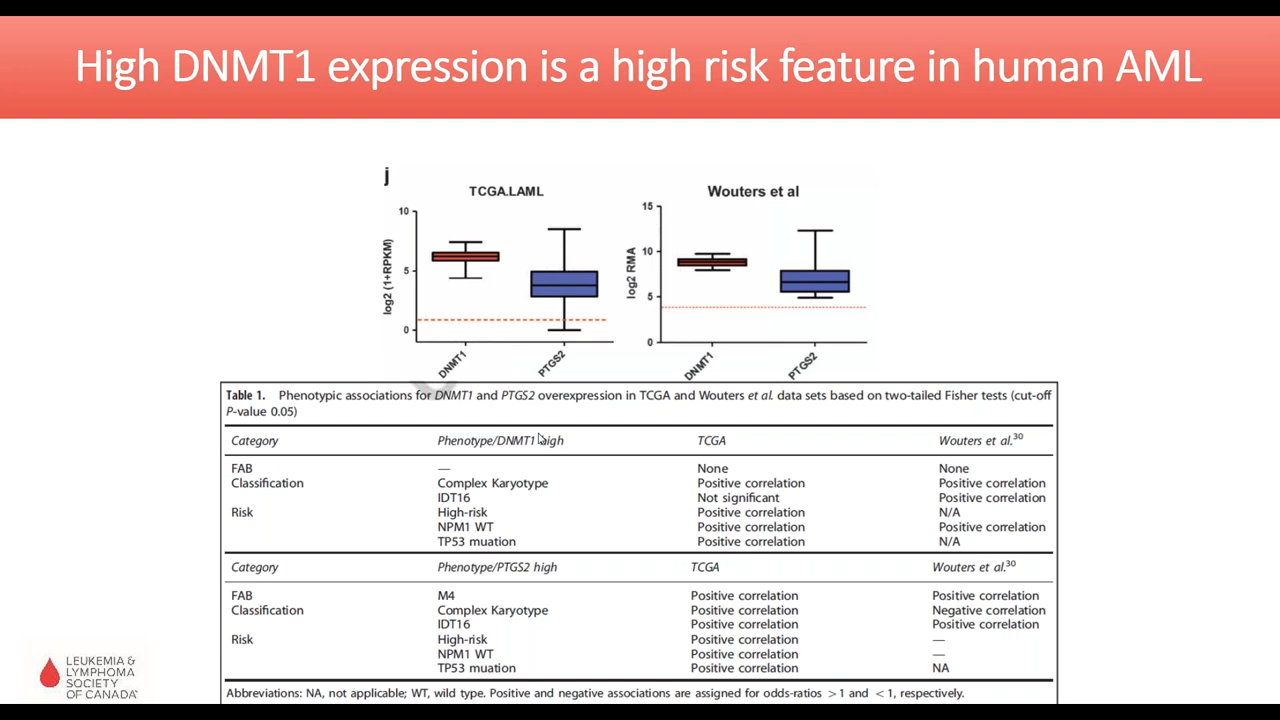 High DNMT1 expression is a high risk feature in human AML
j
TCGA.LAML
10
5
0
log2 (1+RPKM)
DNMT1
PTGS2
Wouters et al
15
10
5
0
log2 RMA
DNMT1
PTGS2
Table 1. Phenotypic associations for DNMT1 and PTGS2 overexpression in TCGA and Wouters et al. data sets based on two-tailed Fisher tests (cut-off
P-value 0.05)
Category Phenotype/DNMT1 high TCGA Wouters et al.30
FAB — None None
Classification Complex Karyotype Positive correlation Positive correlation
IDT16 Not significant Positive correlation
Risk High-risk Positive correlation N/A
NPM1 WT Positive correlation Positive correlation
TP53 muation Positive correlation N/A
Category Phenotype/PTGS2 high TCGA Wouters et al.30
FAB M4 Positive correlation Positive correlation
Classification Complex Karyotype Positive correlation Negative correlation
IDT16 Positive correlation Positive correlation
Risk High-risk Positive correlation —
NPM1 WT Positive correlation —
TP53 muation Positive correlation NA
Abbreviations: NA, not applicable; WT, wild type. Positive and negative associations are assigned for odds-ratios >1 and <1, respectively.
LEUKEMIA &
LYMPHOMA
SOCIETY
OF CANADA